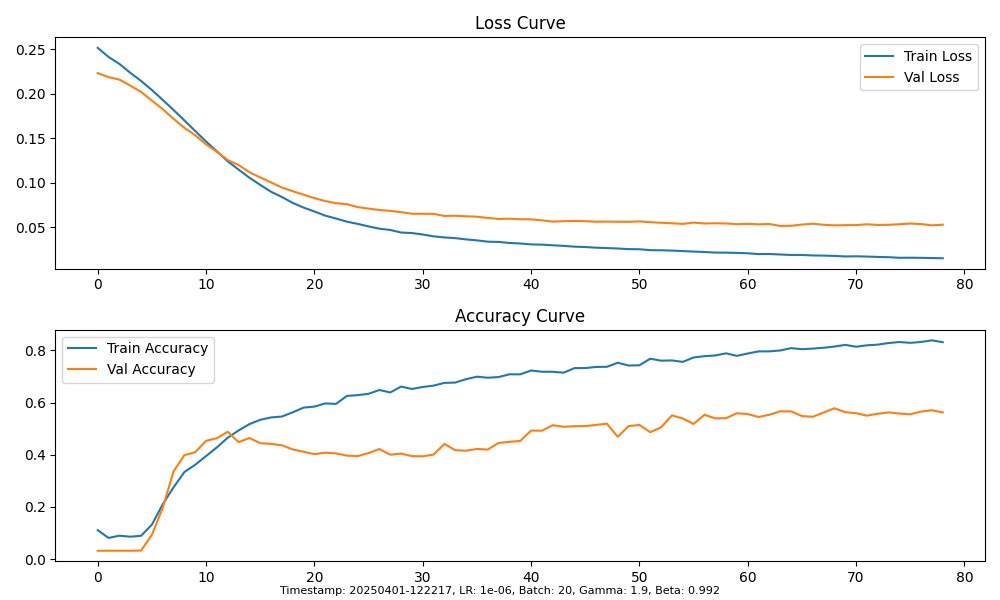 Loss Curve
0.25
0.20
0.15
0.10
0.05
Train Loss
Val Loss
0 10 20 30 40 50 60 70 80
Accuracy Curve
0.8
0.6
0.4
0.2
0.0
Train Accuracy
Val Accuracy
0 10 20 30 40 50 60 70 80
Timestamp: 20250401-122217, LR: 1e-06, Batch: 20, Gamma: 1.9, Beta: 0.992